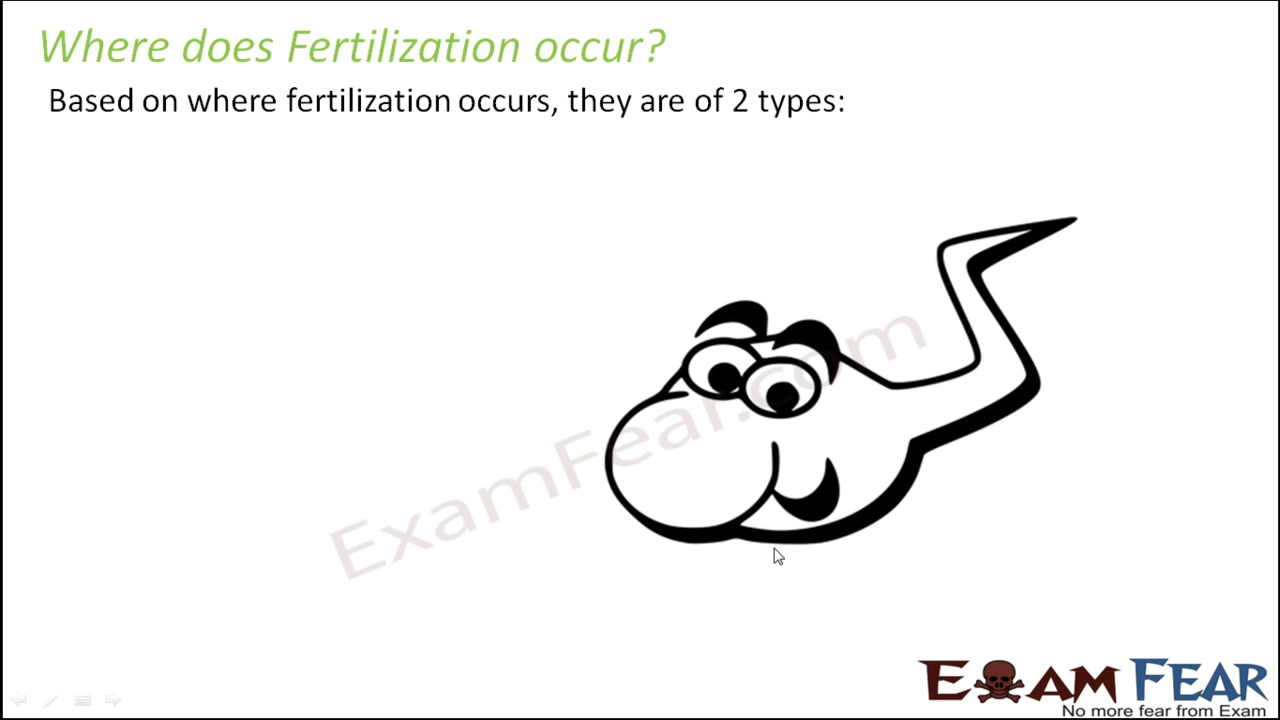 Where does Fertilization occur?
Based on where fertilization occurs, they are of 2 types:
ExamFear.com
EXAM FEAR
No more fear from Exam